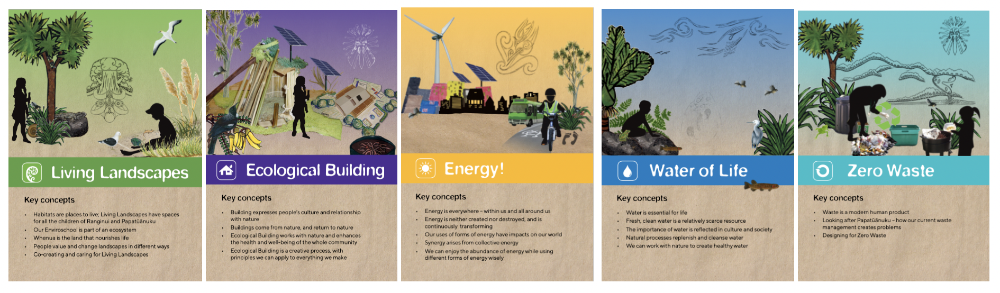 Living Landscapes
Key concepts
• Habitats are places to live; Living Landscapes have spaces
for all the children of Ranginui and Papatūānuku
• Our Enviroschool is part of an ecosystem
• Whenua is the land that nourishes life
• People value and change landscapes in different ways
• Co-creating and caring for Living Landscapes
Ecological Building
Key concepts
• Building expresses people's culture and relationship
with nature
• Buildings come from nature, and return to nature
• Ecological Building works with nature and enhances
the health and well-being of the whole community
• Ecological Building is a creative process, with
principles we can apply to everything we make
Energy!
Key concepts
• Energy is everywhere – within us and all around us
• Energy is neither created nor destroyed, and is
continuously transforming
• Our uses of forms of energy have impacts on our world
• Synergy arises from collective energy
• We can enjoy the abundance of energy while using
different forms of energy wisely
Water of Life
Key concepts
• Water is essential for life
• Fresh, clean water is a relatively scarce resource
• The importance of water is reflected in culture and society
• Natural processes replenish and cleanse water
• We can work with nature to create healthy water
Zero Waste
Key concepts
• Waste is a modern human product
• Looking after Papatūānuku – how our current waste
management creates problems
• Designing for Zero Waste